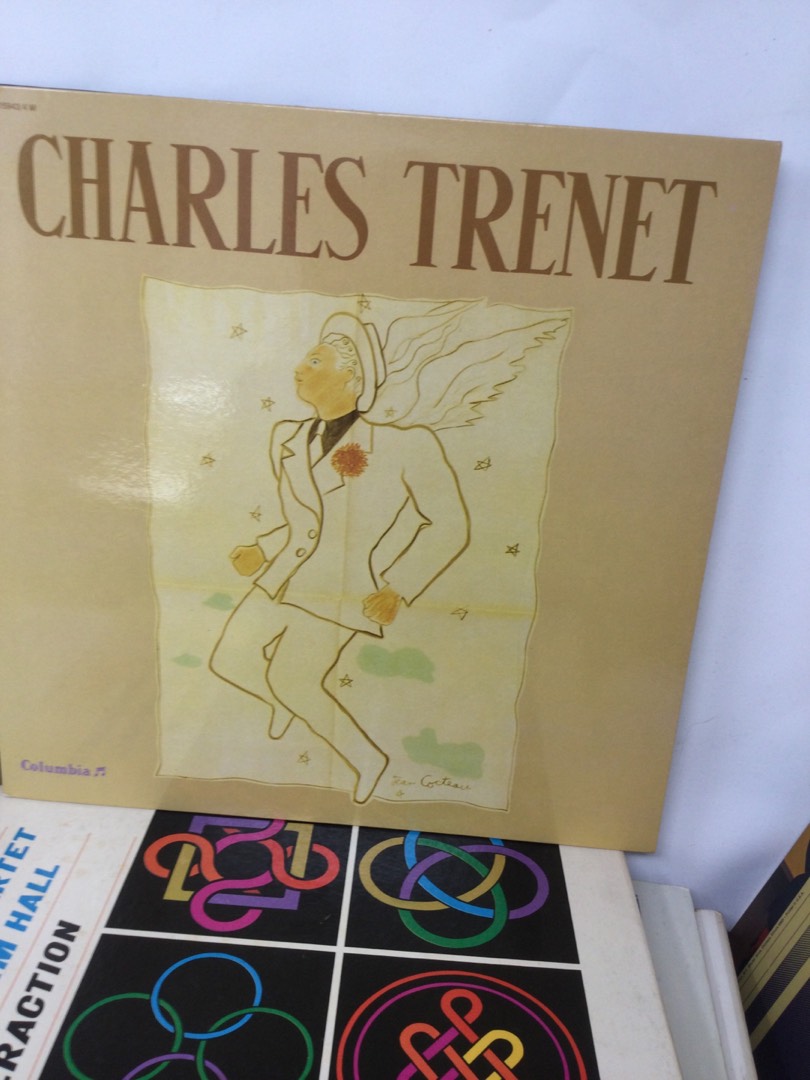 CHARLES TRENET
Columbia
Jean Cocteau
RTET
M HALL
RACTION